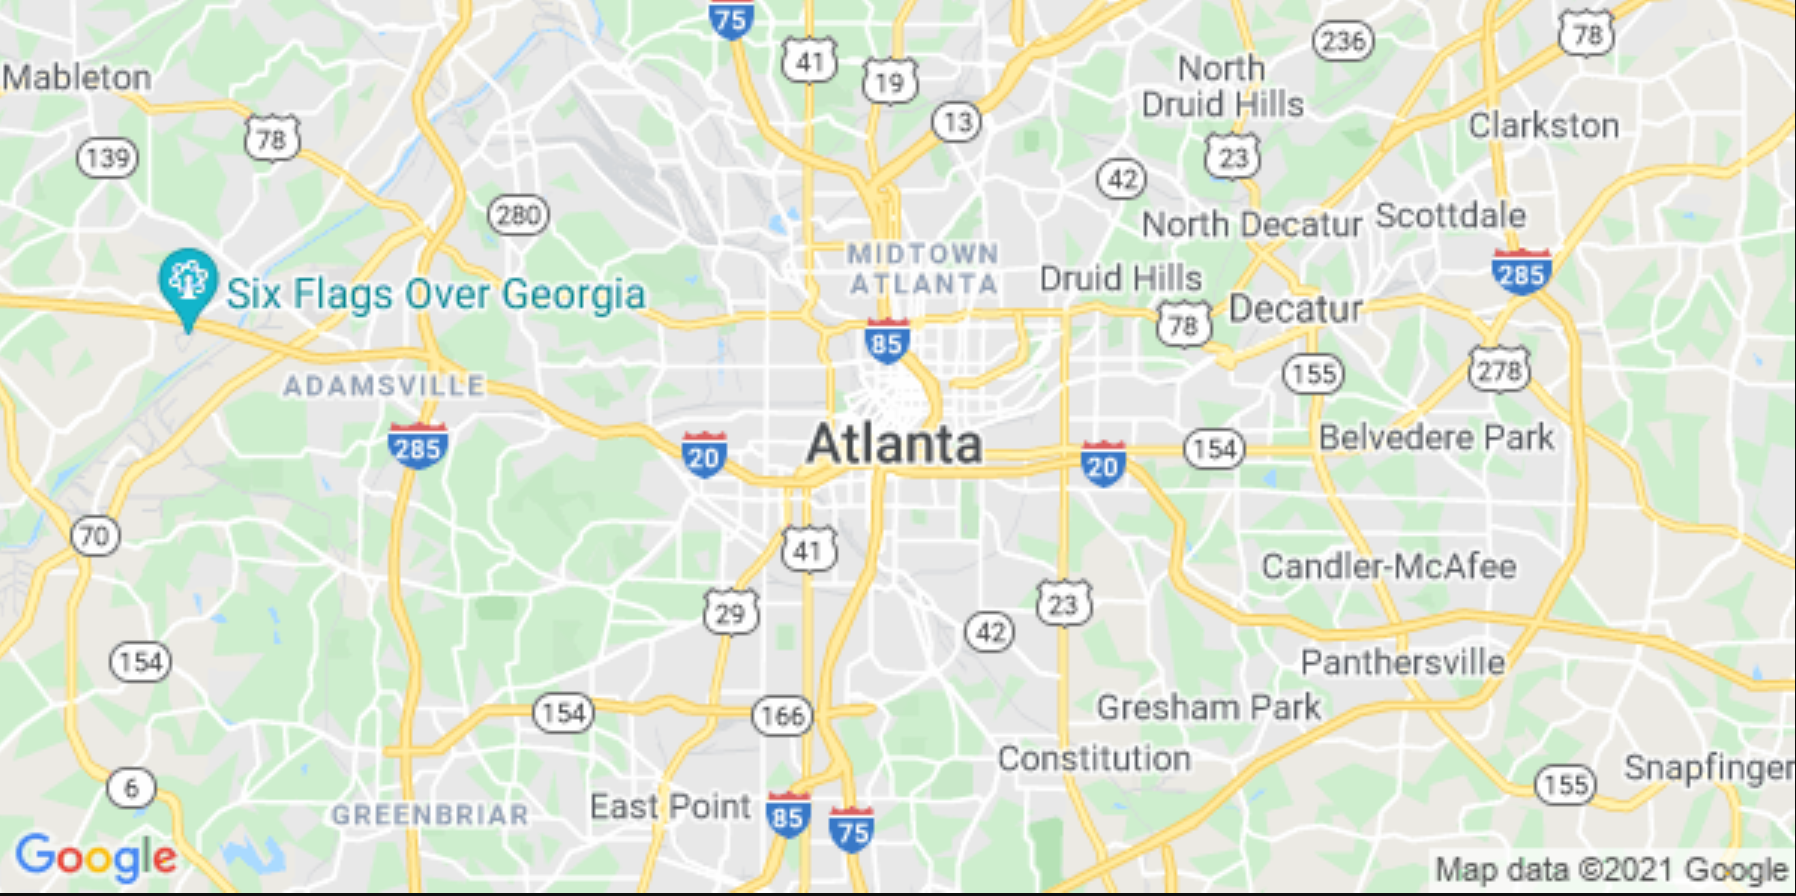 75
41
19
236
78
Mableton
North
Druid Hills
13
Clarkston
78
139
23
42
280
North Decatur
Scottdale
MIDTOWN
ATLANTA
285
Six Flags Over Georgia
Druid Hills
Decatur
78
85
278
155
ADAMSVILLE
285
20
Atlanta
20
154
Belvedere Park
70
41
Candler-McAfee
29
23
42
154
Panthersville
154
166
Gresham Park
Constitution
Snapfinger
6
155
GREENBRIAR
East Point
85
75
Google
Map data ©2021 Google